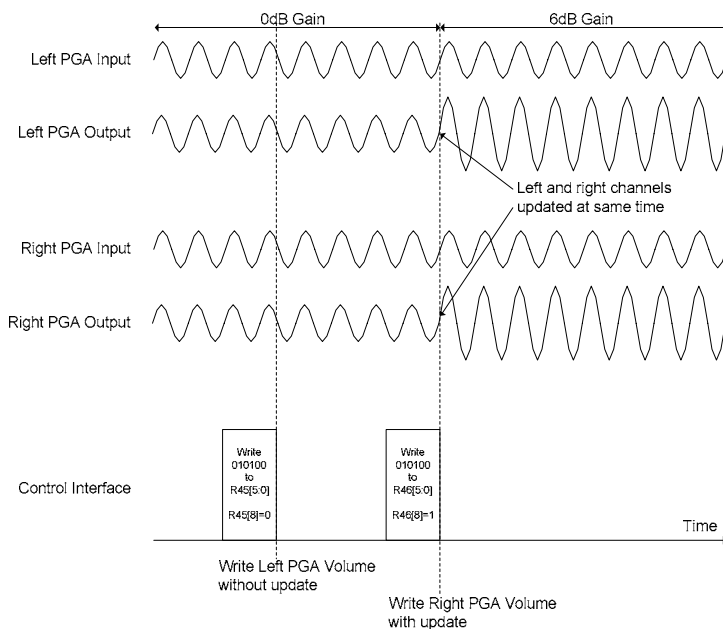 0dB Gain
6dB Gain
Left PGA Input
Left PGA Output
Left and right channels
updated at same time
Right PGA Input
Right PGA Output
Control Interface
Write
010100
to
R45[5:0]
R45[8]=0
Write
010100
to
R46[5:0]
R46[8]=1
Time
Write Left PGA Volume
without update
Write Right PGA Volume
with update